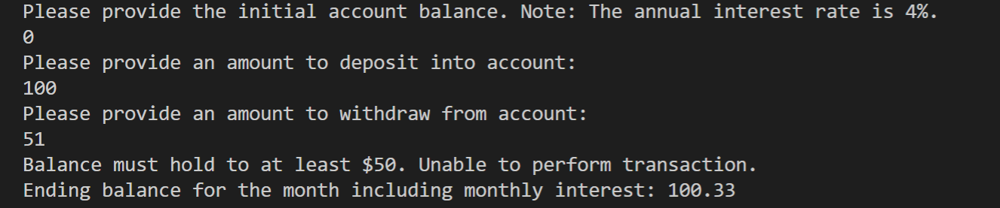 Please provide the initial account balance. Note: The annual interest rate is 4%.
0
Please provide an amount to deposit into account:
100
Please provide an amount to withdraw from account:
51
Balance must hold to at least $50. Unable to perform transaction.
Ending balance for the month including monthly interest: 100.33